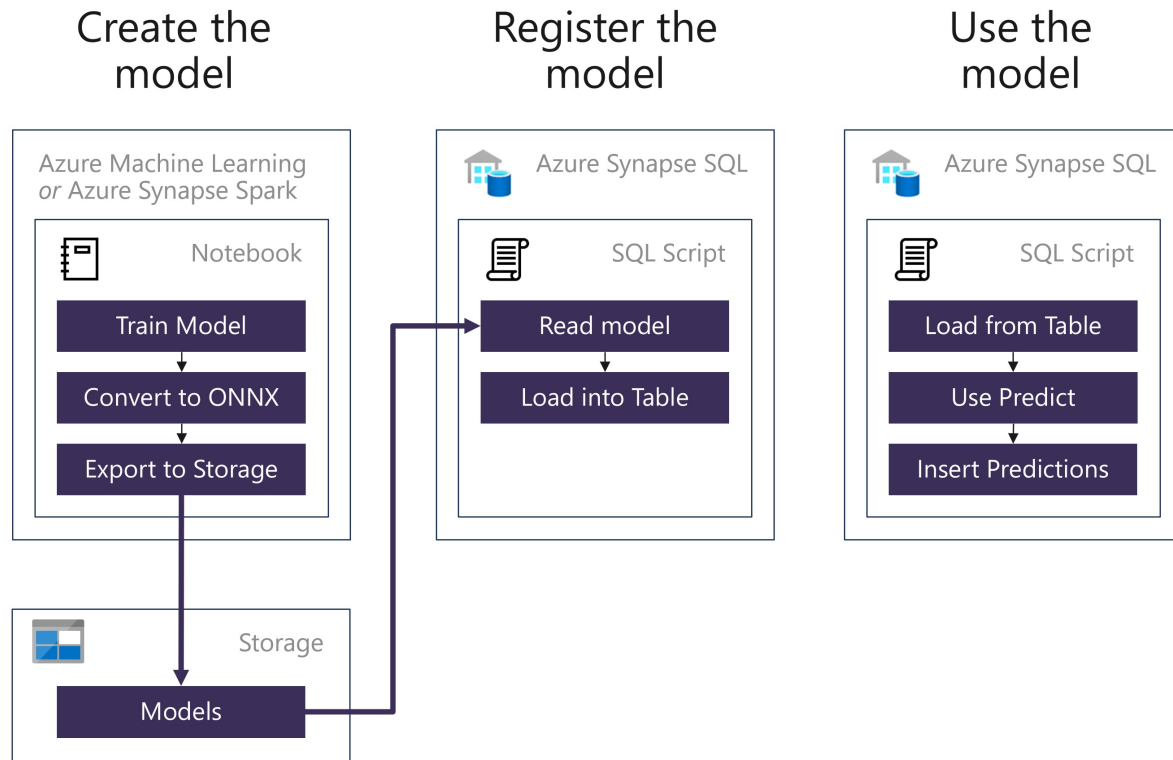 Create the
model
Register the
model
Use the
model
Azure Machine Learning
or Azure Synapse Spark
Notebook
Train Model
Convert to ONNX
Export to Storage
Storage
Models
Azure Synapse SQL
SQL Script
Read model
Load into Table
Azure Synapse SQL
SQL Script
Load from Table
Use Predict
Insert Predictions